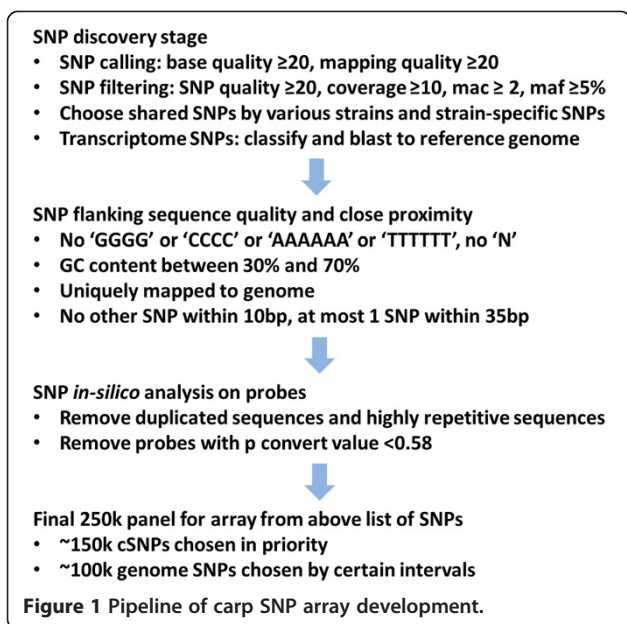 SNP discovery stage
• SNP calling: base quality ≥20, mapping quality ≥20
• SNP filtering: SNP quality ≥20, coverage ≥10, mac ≥ 2, maf ≥5%
• Choose shared SNPs by various strains and strain-specific SNPs
• Transcriptome SNPs: classify and blast to reference genome
SNP flanking sequence quality and close proximity
• No ‘GGGG’ or ‘CCCC’ or ‘AAAAAA’ or ‘TTTTTT’, no ‘N’
• GC content between 30% and 70%
• Uniquely mapped to genome
• No other SNP within 10bp, at most 1 SNP within 35bp
SNP in-silico analysis on probes
• Remove duplicated sequences and highly repetitive sequences
• Remove probes with p convert value <0.58
Final 250k panel for array from above list of SNPs
• ~150k cSNPs chosen in priority
• ~100k genome SNPs chosen by certain intervals
Figure 1 Pipeline of carp SNP array development.